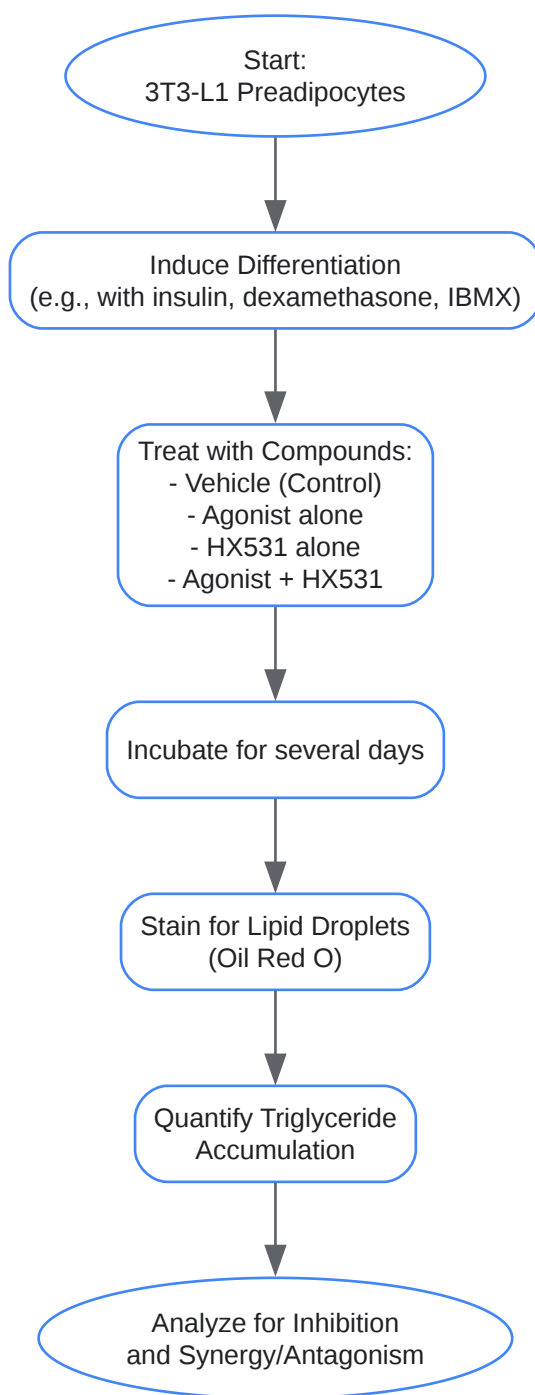 Start:
3T3-L1 Preadipocytes
Induce Differentiation
(e.g., with insulin, dexamethasone, IBMX)
Treat with Compounds:
- Vehicle (Control)
- Agonist alone
- HX531 alone
- Agonist + HX531
Incubate for several days
Stain for Lipid Droplets
(Oil Red O)
Quantify Triglyceride
Accumulation
Analyze for Inhibition
and Synergy/Antagonism